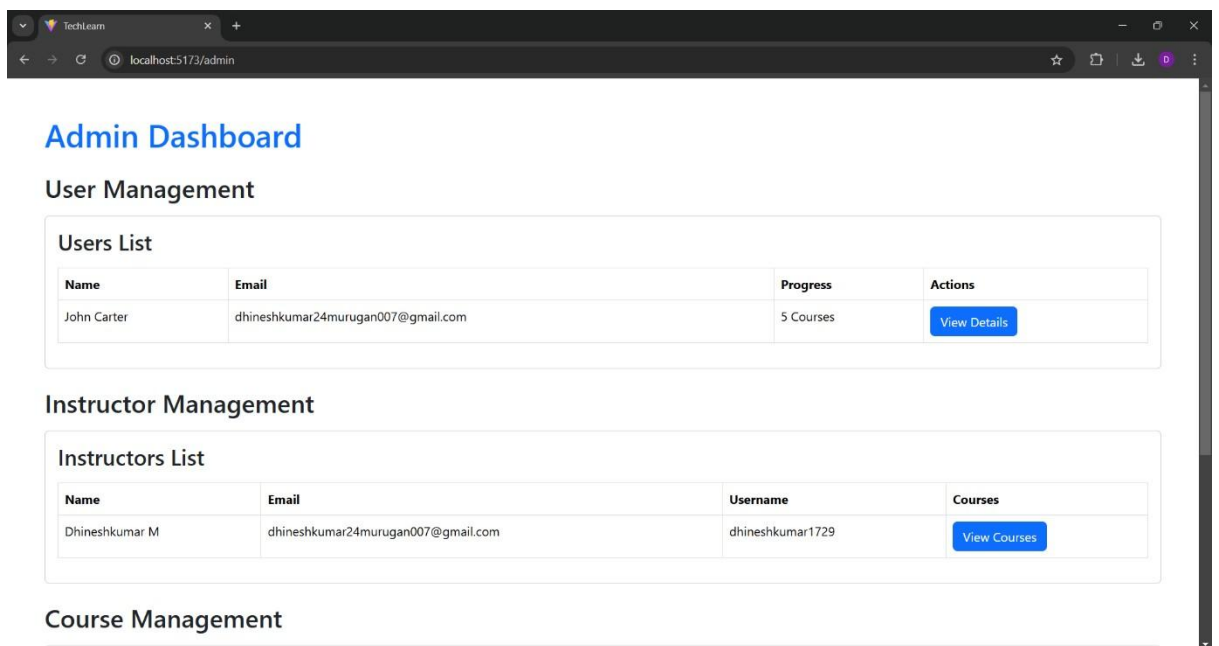 TechLearn
localhost:5173/admin
D
Admin Dashboard
User Management
Users List
Name Email Progress Actions
John Carter dhineshkumar24murugan007@gmail.com 5 Courses View Details
Instructor Management
Instructors List
Name Email Username Courses
Dhineshkumar M dhineshkumar24murugan007@gmail.com dhineshkumar1729 View Courses
Course Management